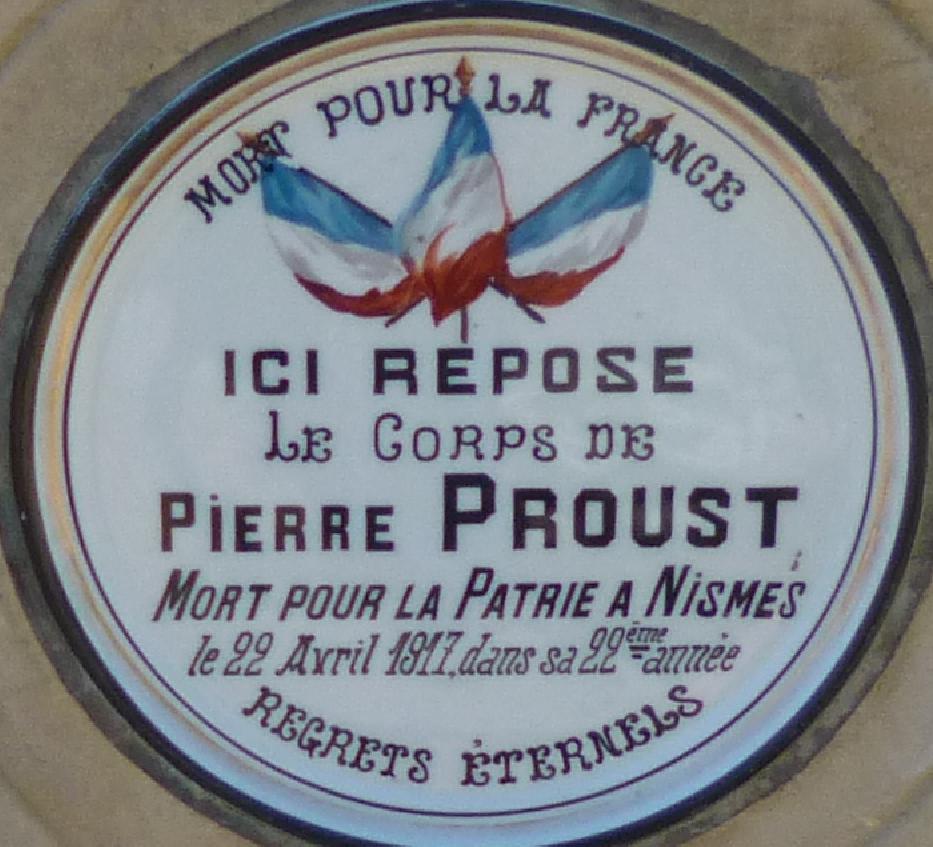 MORT POUR LA FRANCE
ICI REPOSE
LE CORPS DE
PiERRE PROUST
MORT POUR LA PATRIE A NiSMES
le 22 Avril 1917, dans sa 22ème année
REGRETS ÉTERNELS